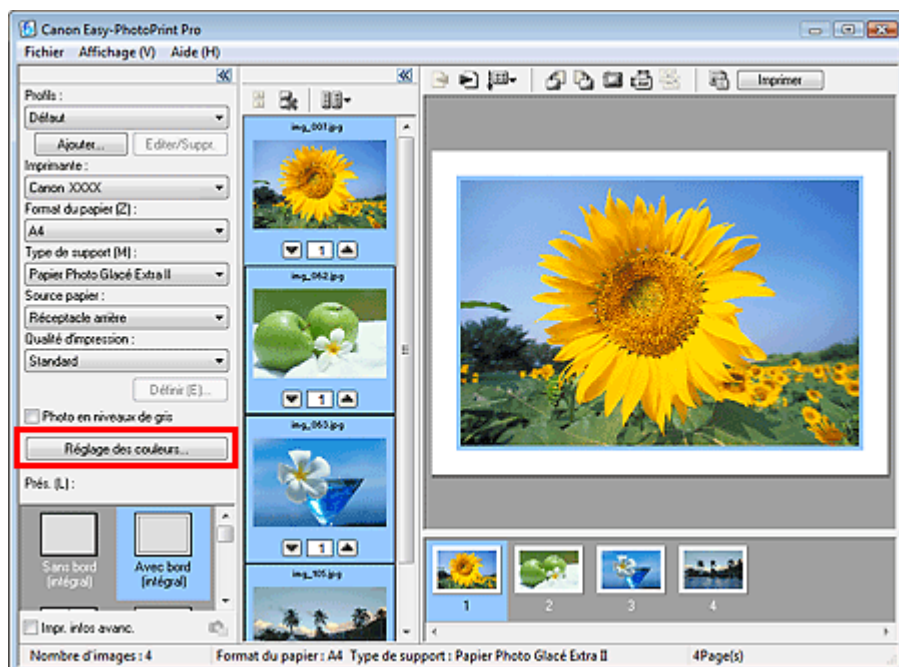 Canon Easy-PhotoPrint Pro
Fichier Affichage (V) Aide (H)
Profils :
Défaut
Ajouter... Editer/Suppr.
Imprimante :
Canon XXXX
Format du papier (Z) :
A4
Type de support (M) :
Papier Photo Glacé Extra II
Source papier :
Réceptacle arrière
Qualité d'impression :
Standard
Définir (E)...
Photo en niveaux de gris
Réglage des couleurs...
Prés. (L) :
Sans bord
(intégral)
Avec bord
(intégral)
Impr. infos avanc.
img_001.jpg
1
img_062.jpg
1
img_063.jpg
1
img_105.jpg
Imprimer
1 2 3 4
Nombre d'images : 4 Format du papier : A4 Type de support : Papier Photo Glacé Extra II 4Page(s)